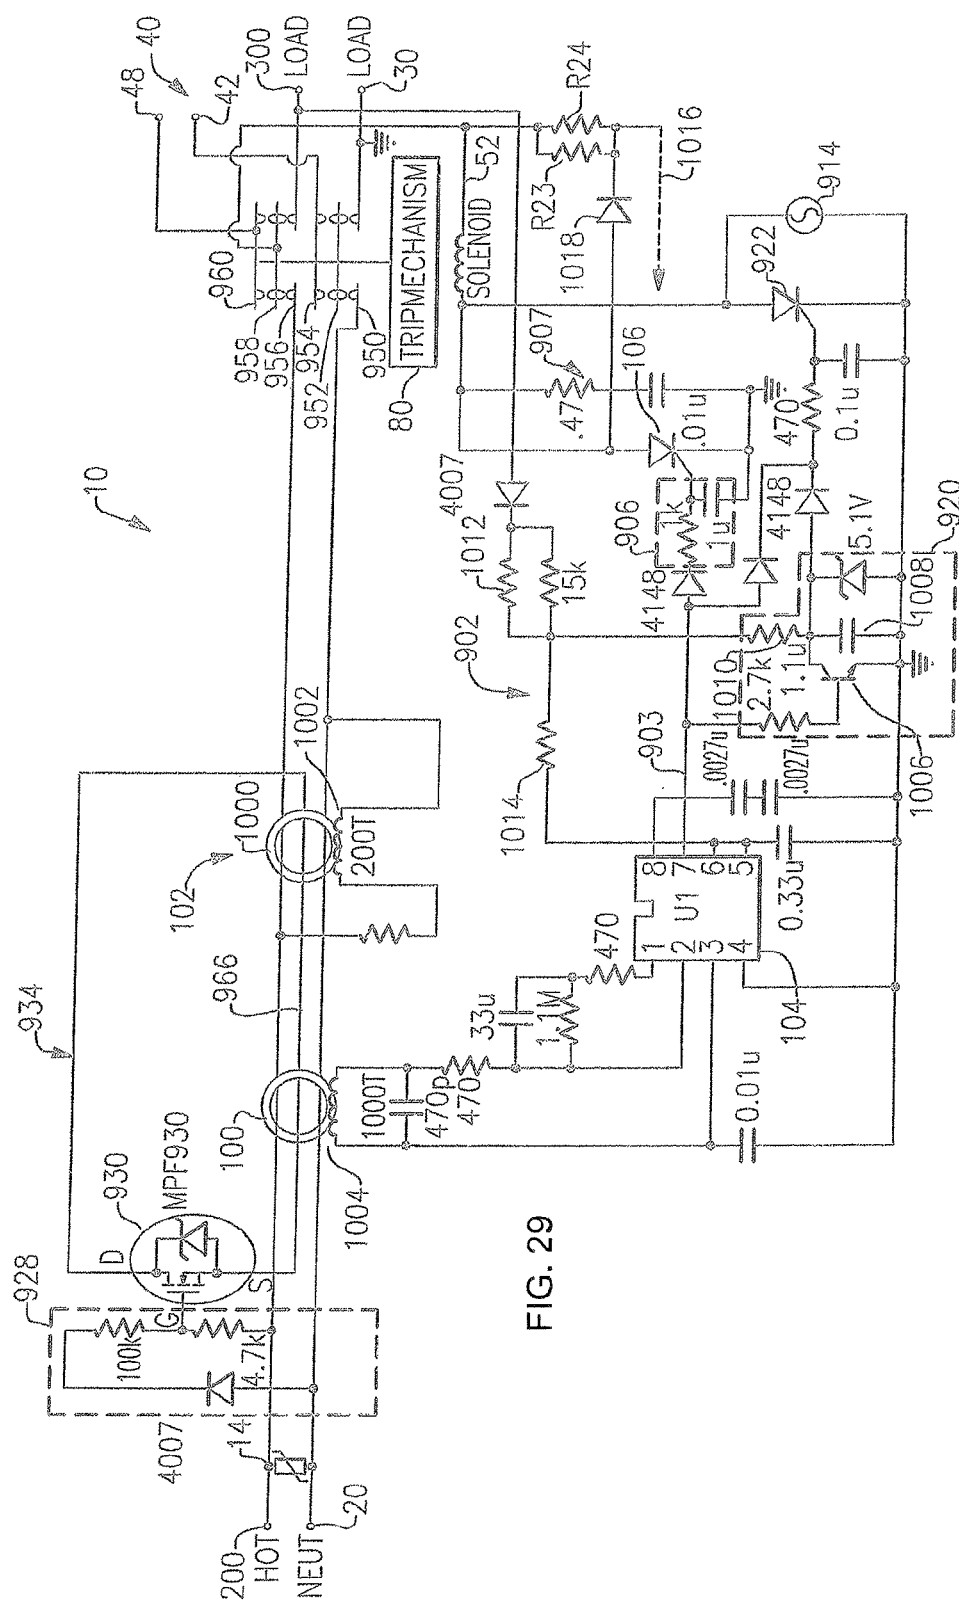 10
934
928
930
D
MPF930
100k
G
S
4.7k
4007
14
200
HOT
NEUT
20
100
1004
1000T
966
102
1000
1002
200T
48
40
42
300
LOAD
LOAD
30
960
958
956
954
952
950
TRIPMECHANISM
80
SOLENOID
52
R23
R24
1018
1016
914
922
907
.47
106
.01u
4007
1012
15k
902
1014
906
1k
1u
4148
4148
470
0.1u
5.1V
920
1008
1010
2.7k
1.1u
1006
903
.0027u
.0027u
0.33u
8
7
6
5
U1
1
2
3
4
104
470
33u
1.1M
470p
470
0.01u
FIG. 29